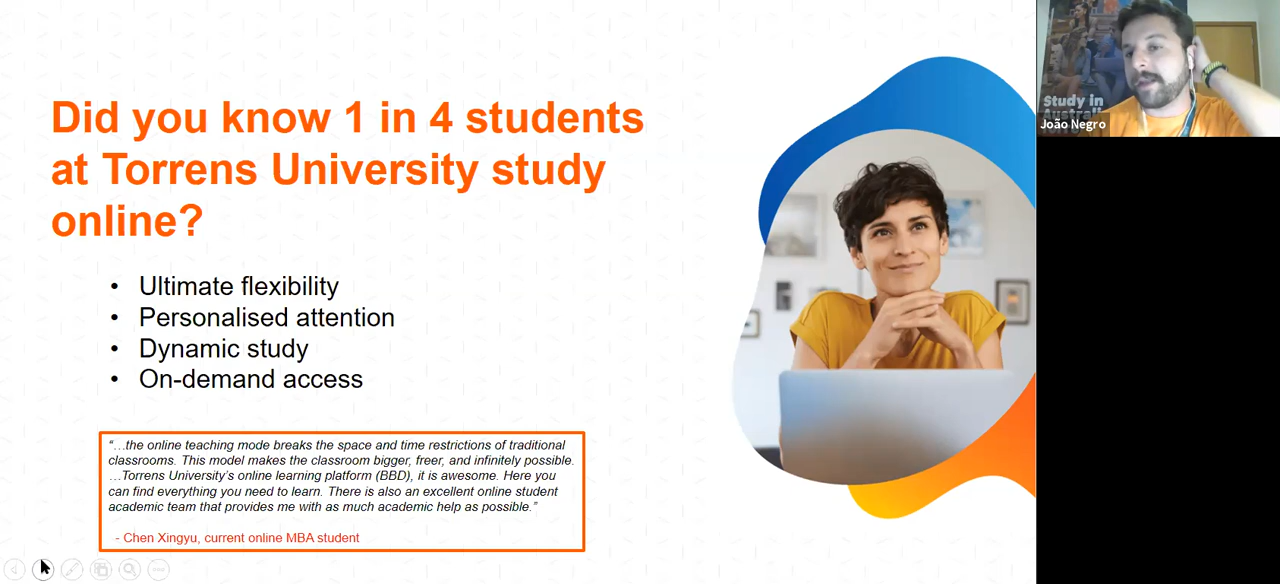 Did you know 1 in 4 students
at Torrens University study
online?
• Ultimate flexibility
• Personalised attention
• Dynamic study
• On-demand access
“…the online teaching mode breaks the space and time restrictions of traditional
classrooms. This model makes the classroom bigger, freer, and infinitely possible.
…Torrens University’s online learning platform (BBD), it is awesome. Here you
can find everything you need to learn. There is also an excellent online student
academic team that provides me with as much academic help as possible.”
- Chen Xingyu, current online MBA student
Study in
João Negro